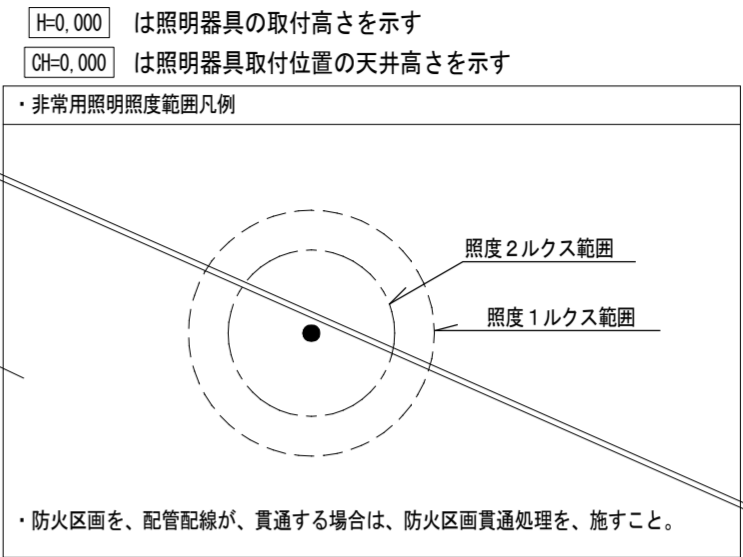 H=0,000 は照明器具の取付高さを示す
CH=0,000 は照明器具取付位置の天井高さを示す
・非常用照明照度範囲凡例
照度２ルクス範囲
照度１ルクス範囲
・防火区画を、配管配線が、貫通する場合は、防火区画貫通処理を、施すこと。